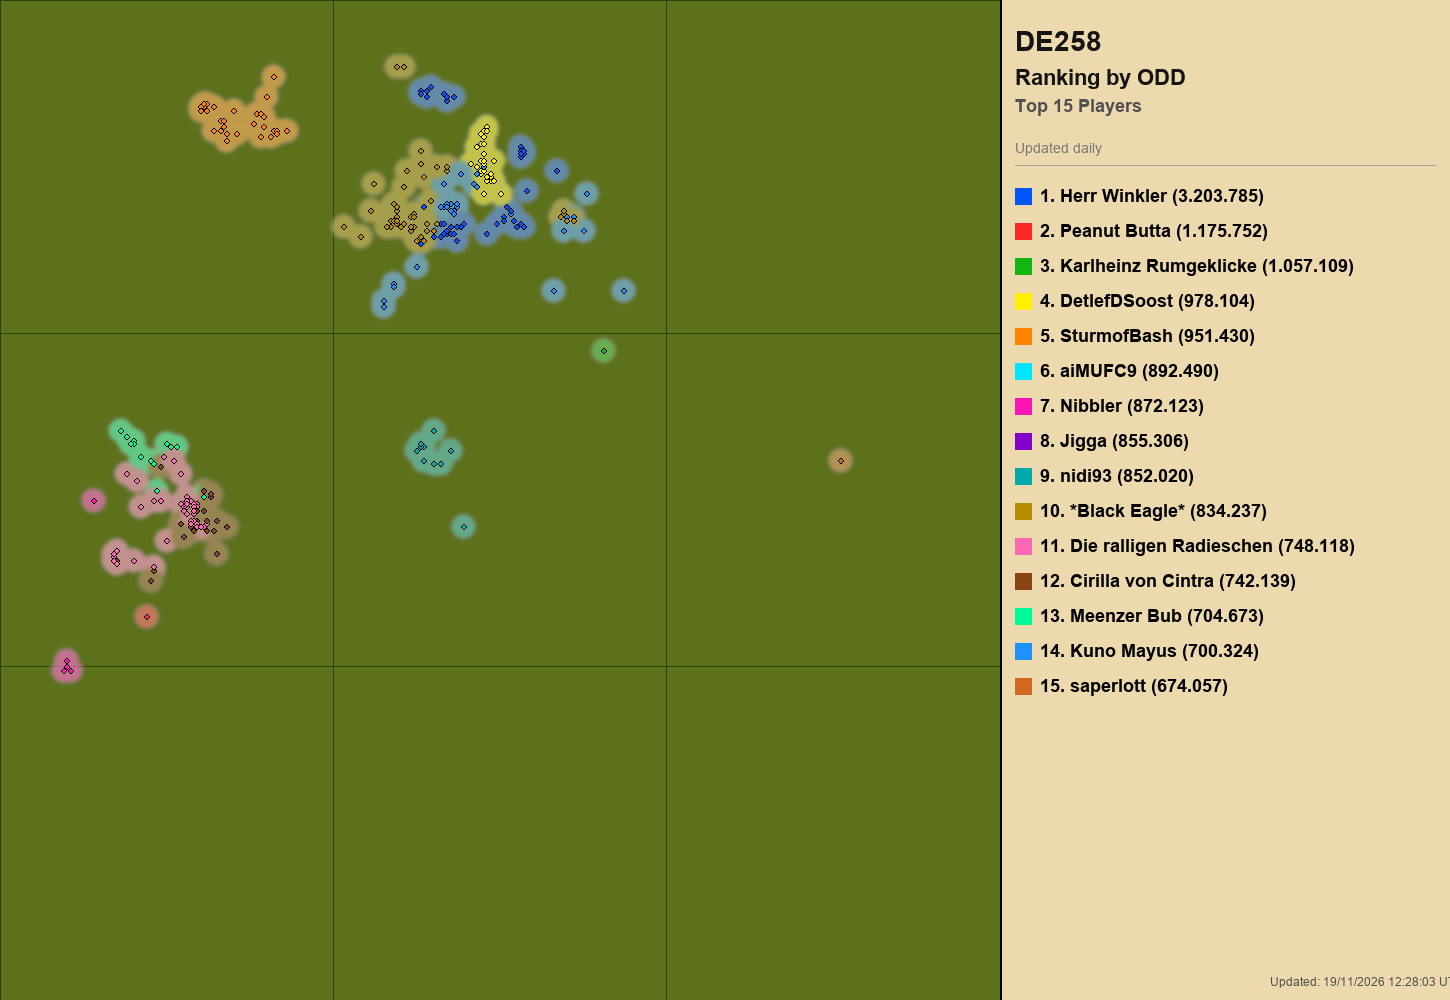 DE258
Ranking by ODD
Top 15 Players
Updated daily
1. Herr Winkler (3.203.785)
2. Peanut Butta (1.175.752)
3. Karlheinz Rumgeklicke (1.057.109)
4. DetlefDSoost (978.104)
5. SturmofBash (951.430)
6. aiMUFC9 (892.490)
7. Nibbler (872.123)
8. Jigga (855.306)
9. nidi93 (852.020)
10. *Black Eagle* (834.237)
11. Die ralligen Radieschen (748.118)
12. Cirilla von Cintra (742.139)
13. Meenzer Bub (704.673)
14. Kuno Mayus (700.324)
15. saperlott (674.057)
Updated: 19/11/2026 12:28:03 U